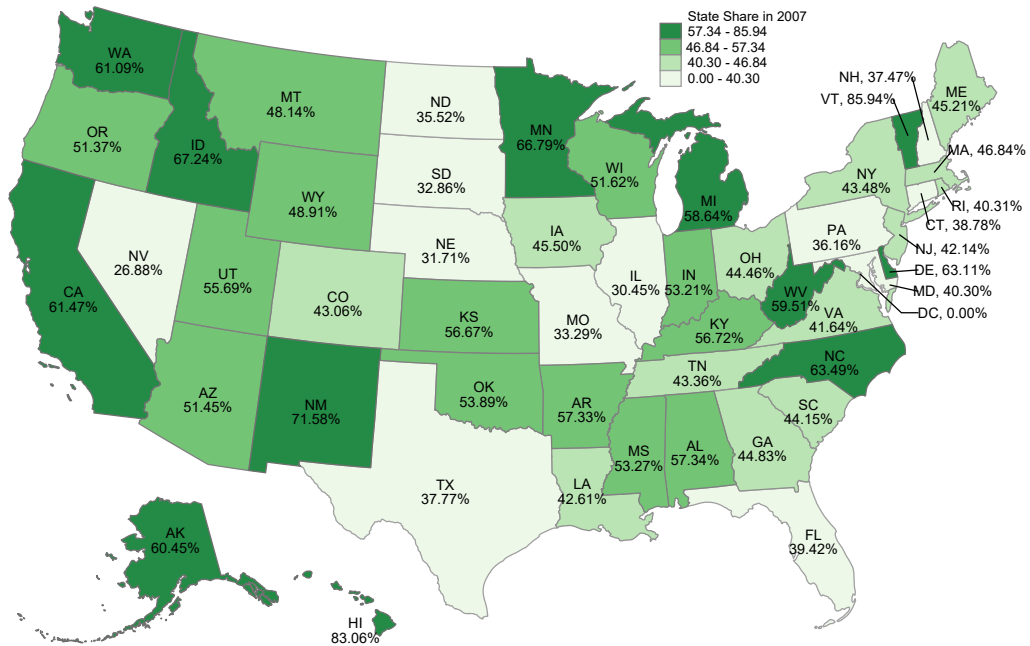 State Share in 2007
57.34 - 85.94
46.84 - 57.34
40.30 - 46.84
0.00 - 40.30
WA
61.09%
OR
51.37%
ID
67.24%
MT
48.14%
WY
48.91%
ND
35.52%
SD
32.86%
NE
31.71%
MN
66.79%
WI
51.62%
MI
58.64%
IA
45.50%
NH, 37.47%
VT, 85.94%
ME
45.21%
MA, 46.84%
NY
43.48%
RI, 40.31%
CT, 38.78%
PA
36.16%
NJ, 42.14%
DE, 63.11%
MD, 40.30%
DC, 0.00%
CA
61.47%
NV
26.88%
UT
55.69%
CO
43.06%
KS
56.67%
MO
33.29%
IL
30.45%
IN
53.21%
OH
44.46%
WV
59.51%
VA
41.64%
KY
56.72%
TN
43.36%
NC
63.49%
SC
44.15%
AZ
51.45%
NM
71.58%
OK
53.89%
AR
57.33%
MS
53.27%
AL
57.34%
GA
44.83%
TX
37.77%
LA
42.61%
FL
39.42%
AK
60.45%
HI
83.06%